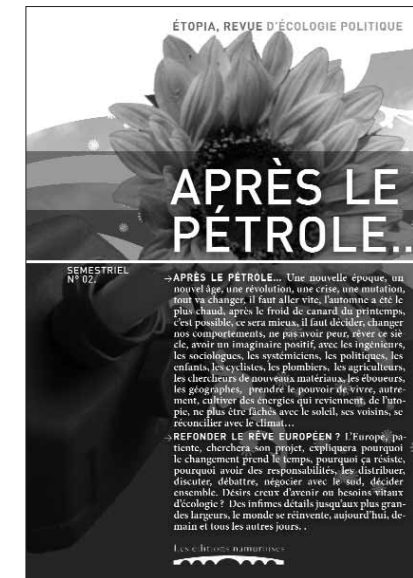 ÉTOPIA, REVUE D'ÉCOLOGIE POLITIQUE
APRÈS LE
PÉTROLE...
SEMESTRIEL
N° 02.
→APRÈS LE PÉTROLE... Une nouvelle époque, un
nouvel âge, une révolution, une crise, une mutation,
tout va changer, il faut aller vite, l'automne a été le
plus chaud, après le froid de canard du printemps,
c'est possible, ce sera mieux, il faut décider, changer
nos comportements, ne pas avoir peur, rêver ce siè-
cle, avoir un imaginaire positif, avec les ingénieurs,
les sociologues, les systémiciens, les politiques, les
enfants, les cyclistes, les plombiers, les agriculteurs,
les chercheurs de nouveaux matériaux, les éboueurs,
les géographes, prendre le pouvoir de vivre, autre-
ment, cultiver des énergies qui reviennent, de l'uto-
pie, ne plus être fâchés avec le soleil, ses voisins, se
réconcilier avec le climat...
→REFONDER LE RÊVE EUROPÉEN ? L'Europe, pa-
tiente, cherchera son projet, expliquera pourquoi
le changement prend le temps, pourquoi ça résiste,
pourquoi avoir des responsabilités, les distribuer,
discuter, débattre, négocier avec le sud, décider
ensemble. Désirs creux d'avenir ou besoins vitaux
d'écologie ? Des infimes détails jusqu'aux plus gran-
des largeurs, le monde se réinvente, aujourd'hui, de-
main et tous les autres jours. .
Les éditions namuroises